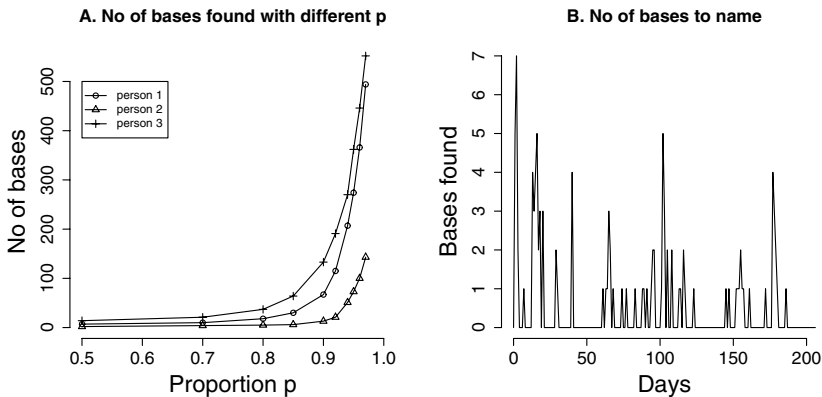 A. No of bases found with different p
No of bases
500
400
300
200
100
0
person 1
person 2
person 3
0.5 0.6 0.7 0.8 0.9 1.0
Proportion p
B. No of bases to name
Bases found
7
6
5
4
3
2
1
0
0 50 100 150 200
Days